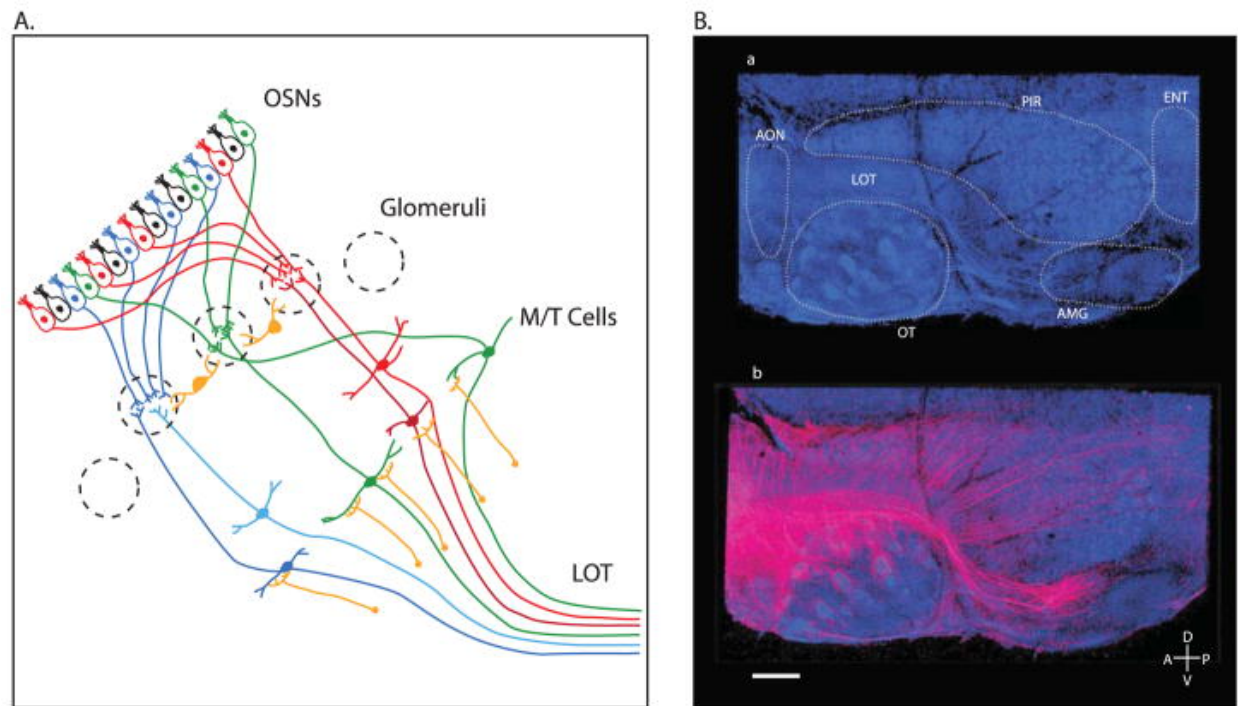 A.
OSNs
Glomeruli
M/T Cells
LOT
B.
a
PIR
ENT
AON
LOT
OT
AMG
b
D
A P
V